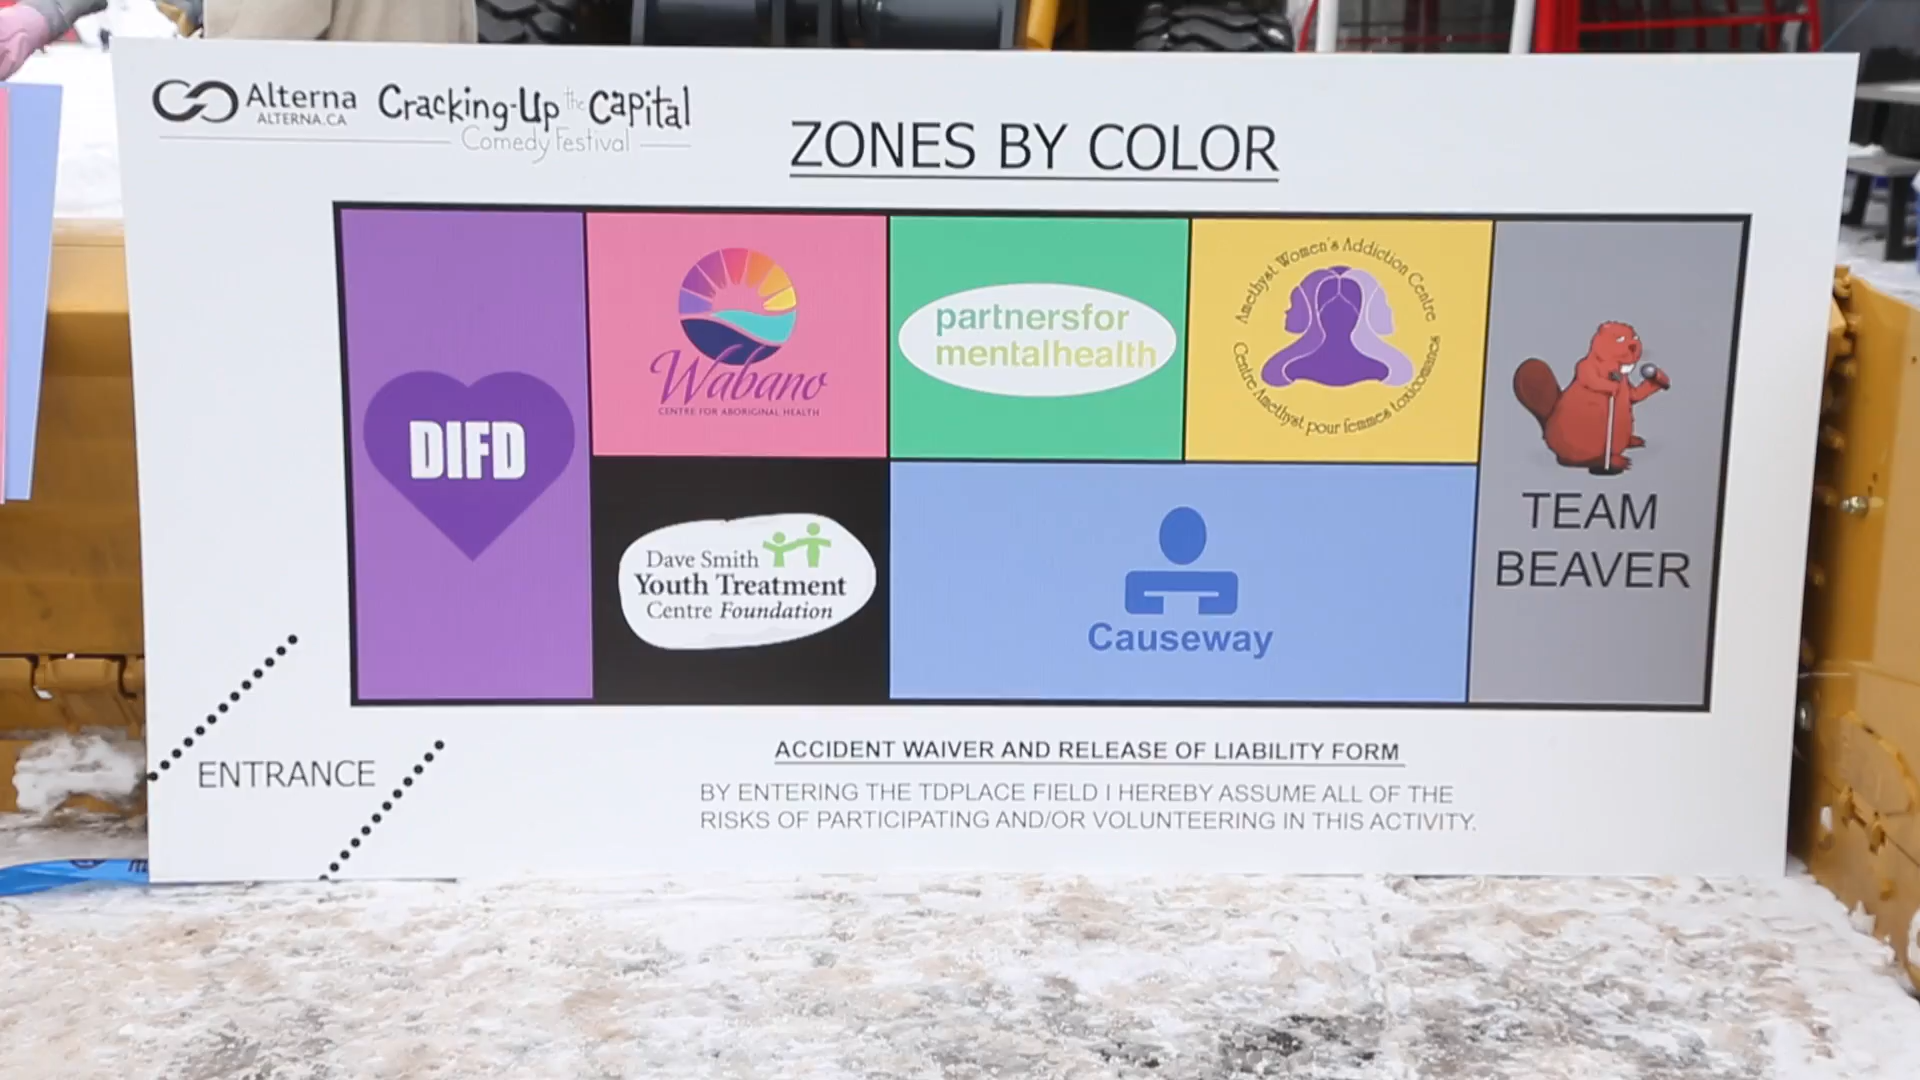 Alterna
ALTERNA.CA
Cracking-Up the Capital
Comedy Festival
ZONES BY COLOR
DIFD
Wabano
CENTRE FOR ABORIGINAL HEALTH
partnersfor
mentalhealth
Amethyst Women's Addiction Centre
Centre Amethyst pour femmes toxicomanes
TEAM
BEAVER
Dave Smith
Youth Treatment
Centre Foundation
Causeway
ENTRANCE
ACCIDENT WAIVER AND RELEASE OF LIABILITY FORM
BY ENTERING THE TDPLACE FIELD I HEREBY ASSUME ALL OF THE
RISKS OF PARTICIPATING AND/OR VOLUNTEERING IN THIS ACTIVITY.